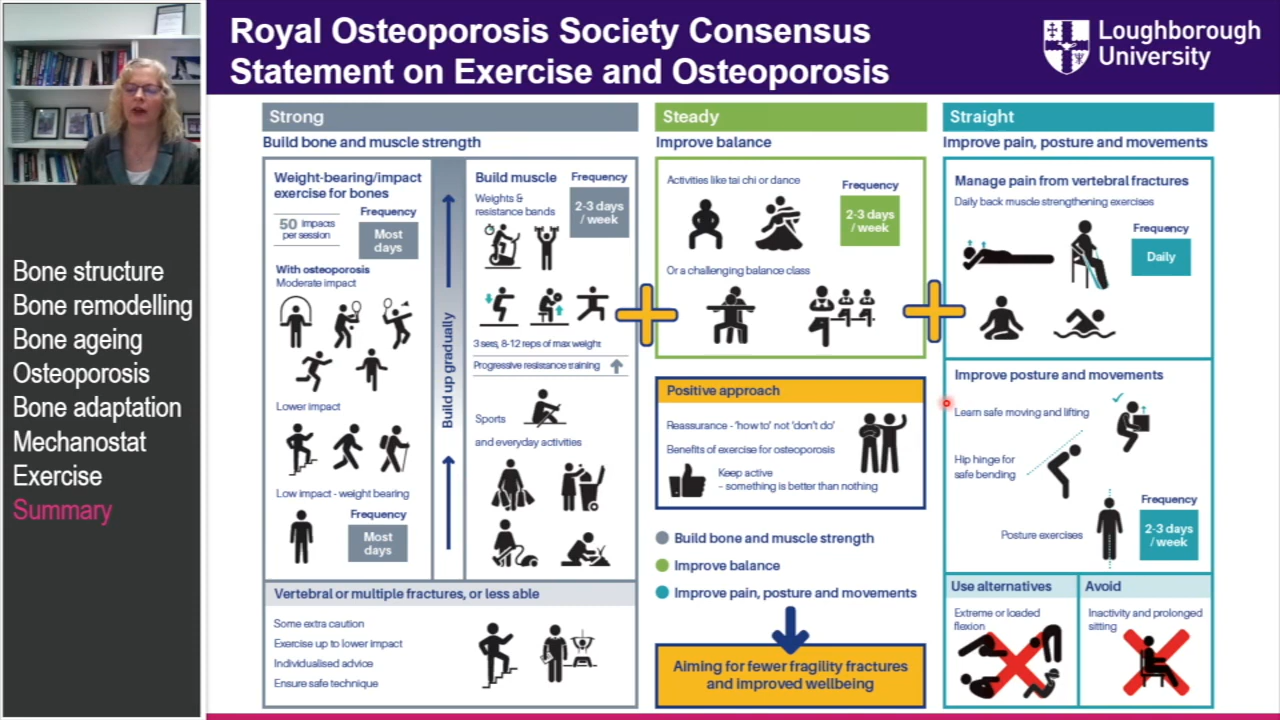 Royal Osteoporosis Society Consensus
Statement on Exercise and Osteoporosis
Loughborough
University
Bone structure
Bone remodelling
Bone ageing
Osteoporosis
Bone adaptation
Mechanostat
Exercise
Summary
Strong
Build bone and muscle strength
Weight-bearing/impact
exercise for bones
50 impacts
per session
Frequency
Most
days
With osteoporosis
Moderate impact
Lower impact
Low impact - weight bearing
Frequency
Most
days
Build up gradually
Build muscle
Weights &
resistance bands
Frequency
2-3 days
/ week
3 sets, 8-12 reps of max weight
Progressive resistance training
Sports
and everyday activities
Vertebral or multiple fractures, or less able
Some extra caution
Exercise up to lower impact
Individualised advice
Ensure safe technique
Steady
Improve balance
Activities like tai chi or dance
Frequency
2-3 days
/ week
Or a challenging balance class
Positive approach
Reassurance - 'how to' not 'don't do'
Benefits of exercise for osteoporosis
Keep active
- something is better than nothing
Build bone and muscle strength
Improve balance
Improve pain, posture and movements
Aiming for fewer fragility fractures
and improved wellbeing
Straight
Improve pain, posture and movements
Manage pain from vertebral fractures
Daily back muscle strengthening exercises
Frequency
Daily
Improve posture and movements
Learn safe moving and lifting
Hip hinge for
safe bending
Posture exercises
Frequency
2-3 days
/ week
Use alternatives
Extreme or loaded
flexion
Avoid
Inactivity and prolonged
sitting